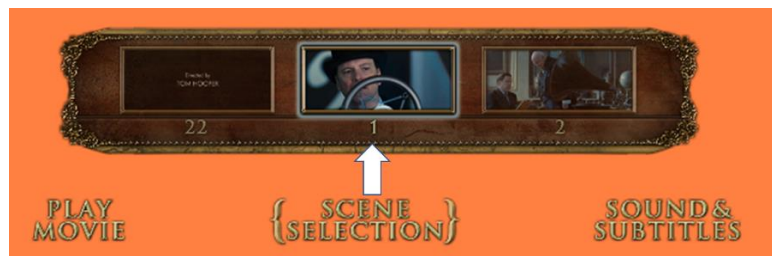 Directed by
TOM HOOPER
22
1
2
PLAY
MOVIE
{SCENE
SELECTION}
SOUND &
SUBTITLES